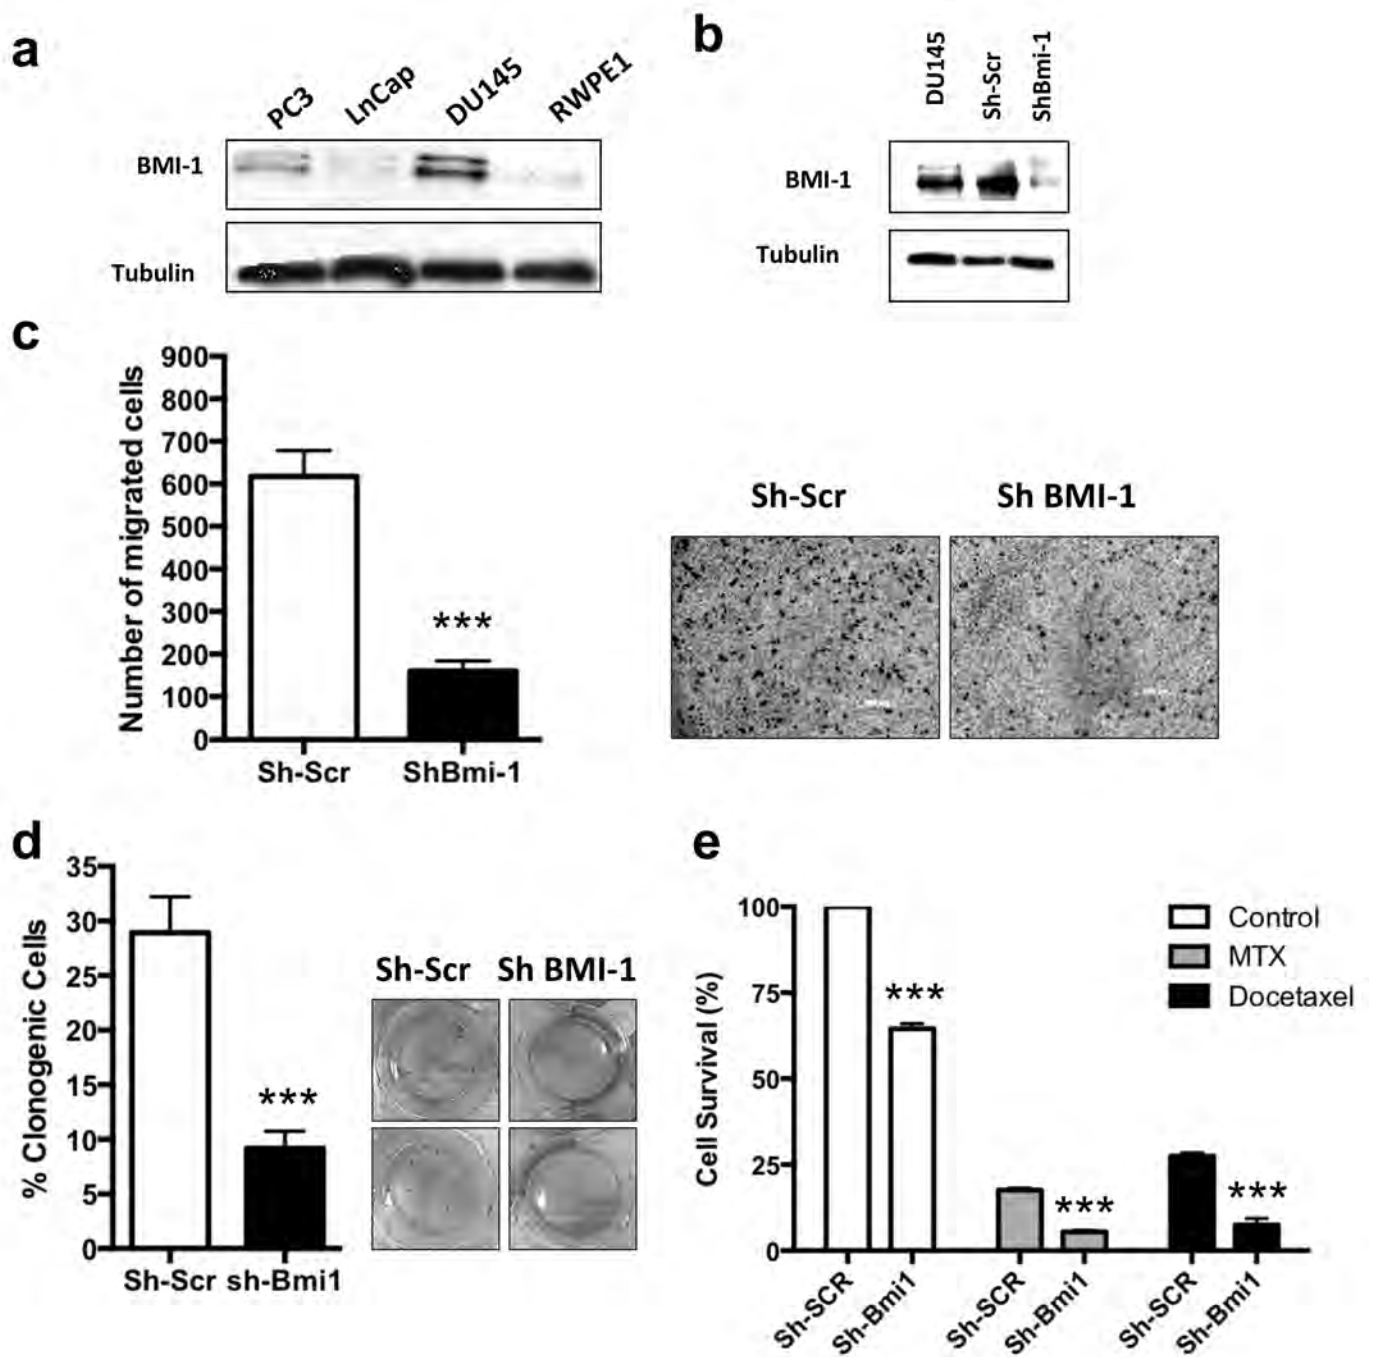 a
PC3 LnCap DU145 RWPE1
BMI-1
Tubulin
b
DU145 Sh-Scr ShBmi-1
BMI-1
Tubulin
c
Number of migrated cells
900
800
700
600
500
400
300
200
100
0
***
Sh-Scr ShBmi-1
Sh-Scr Sh BMI-1
d
% Clonogenic Cells
35
30
25
20
15
10
5
0
***
Sh-Scr sh-Bmi1
Sh-Scr Sh BMI-1
e
Cell Survival (%)
100
75
50
25
0
***
***
***
Control
MTX
Docetaxel
Sh-SCR Sh-Bmi1 Sh-SCR Sh-Bmi1 Sh-SCR Sh-Bmi1